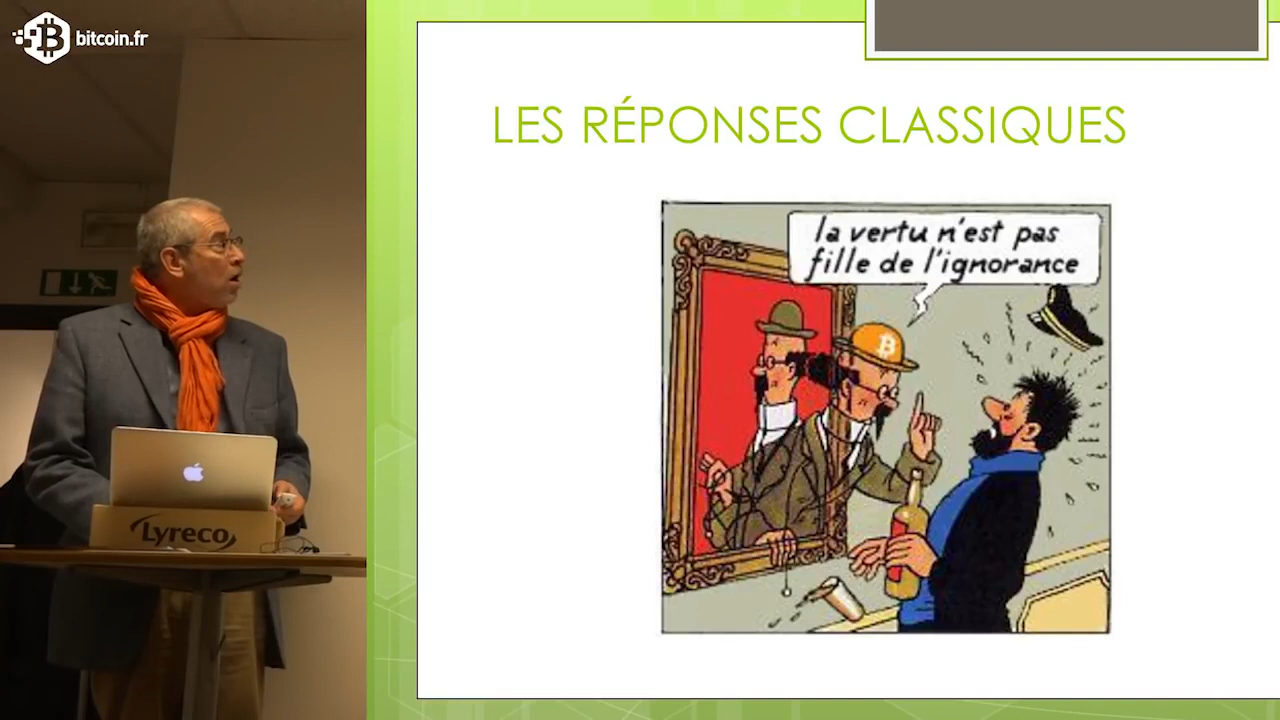 bitcoin.fr
LES RÉPONSES CLASSIQUES
la vertu n'est pas
fille de l'ignorance
Lyreco